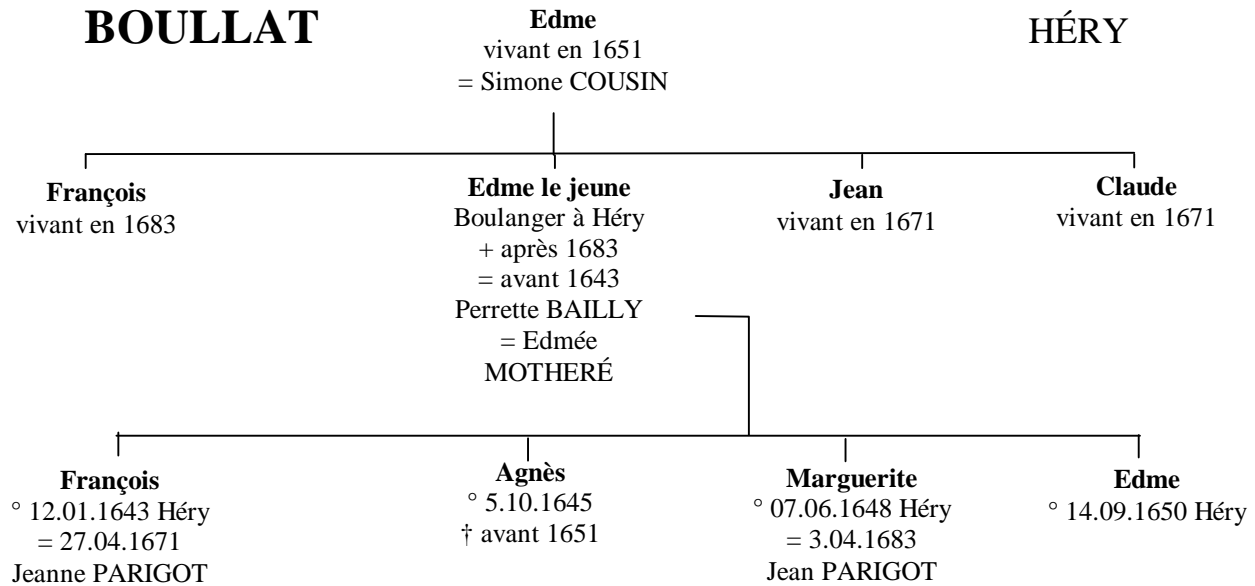 BOULLAT
Edme
vivant en 1651
= Simone COUSIN
HÉRY
François
vivant en 1683
Edme le jeune
Boulanger à Héry
+ après 1683
= avant 1643
Perrette BAILLY
= Edmée
MOTHERÉ
Jean
vivant en 1671
Claude
vivant en 1671
François
° 12.01.1643 Héry
= 27.04.1671
Jeanne PARIGOT
Agnès
° 5.10.1645
† avant 1651
Marguerite
° 07.06.1648 Héry
= 3.04.1683
Jean PARIGOT
Edme
° 14.09.1650 Héry